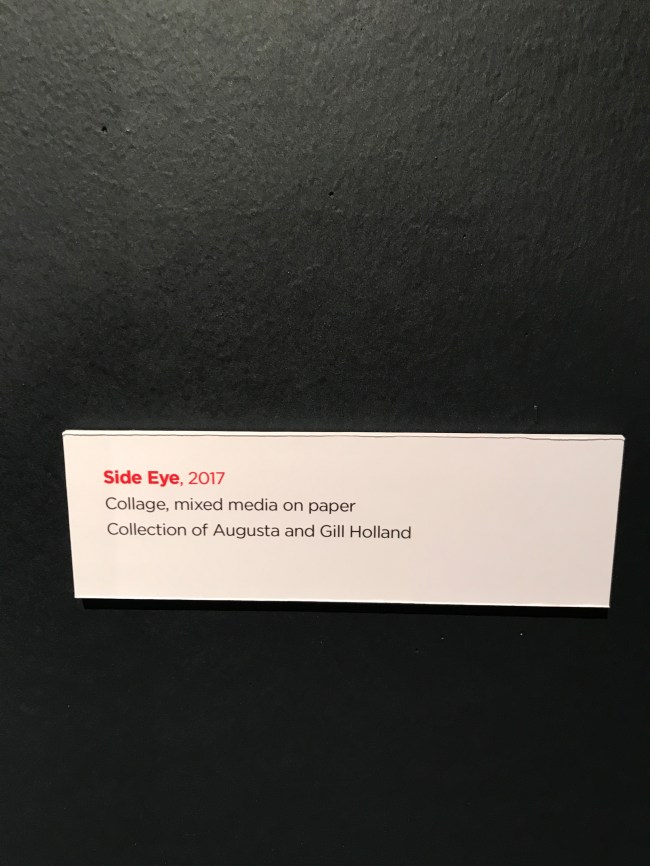 Side Eye, 2017
Collage, mixed media on paper
Collection of Augusta and Gill Holland